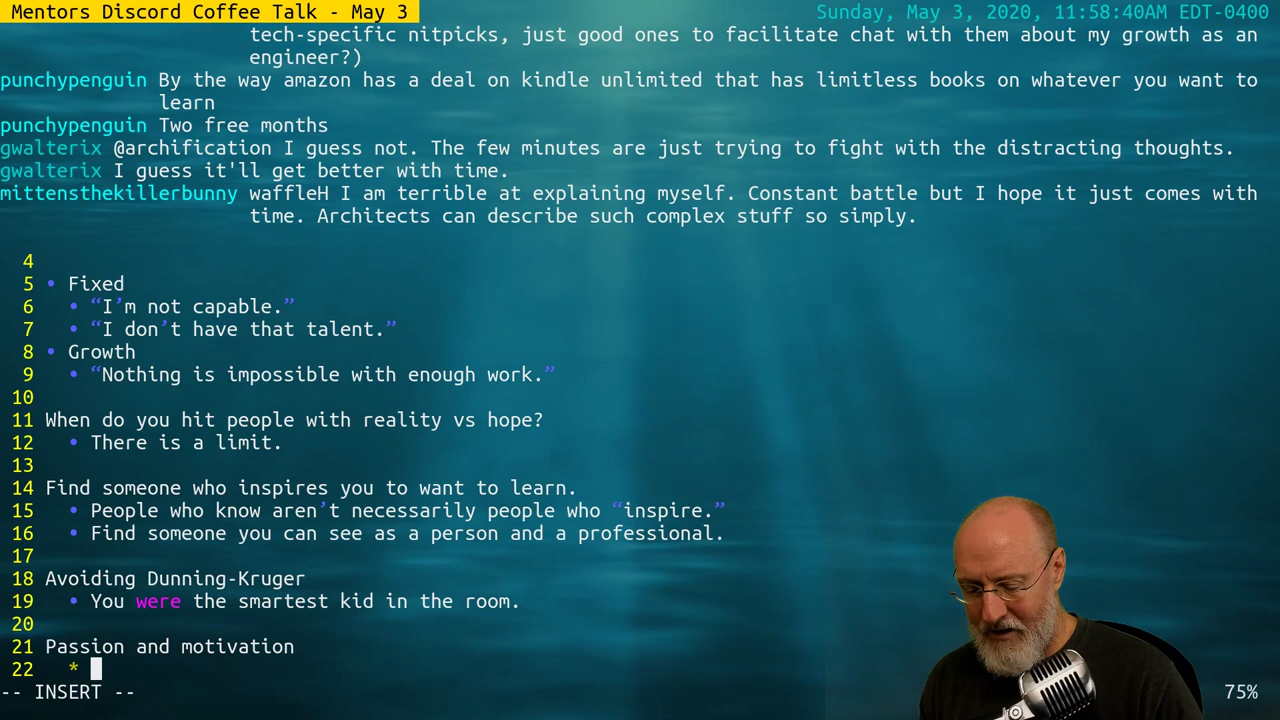 Mentors Discord Coffee Talk - May 3
Sunday, May 3, 2020, 11:58:40AM EDT-0400
tech-specific nitpicks, just good ones to facilitate chat with them about my growth as an
engineer?)
punchypenguin By the way amazon has a deal on kindle unlimited that has limitless books on whatever you want to
learn
punchypenguin Two free months
gwalterix @archification I guess not. The few minutes are just trying to fight with the distracting thoughts.
gwalterix I guess it'll get better with time.
mittensthekillerbunny waffleH I am terrible at explaining myself. Constant battle but I hope it just comes with
time. Architects can describe such complex stuff so simply.
4
5 • Fixed
6 • “I’m not capable.”
7 • “I don’t have that talent.”
8 • Growth
9 • “Nothing is impossible with enough work.”
10
11 When do you hit people with reality vs hope?
12 • There is a limit.
13
14 Find someone who inspires you to want to learn.
15 • People who know aren’t necessarily people who “inspire.”
16 • Find someone you can see as a person and a professional.
17
18 Avoiding Dunning-Kruger
19 • You were the smartest kid in the room.
20
21 Passion and motivation
22 *
-- INSERT --
75%